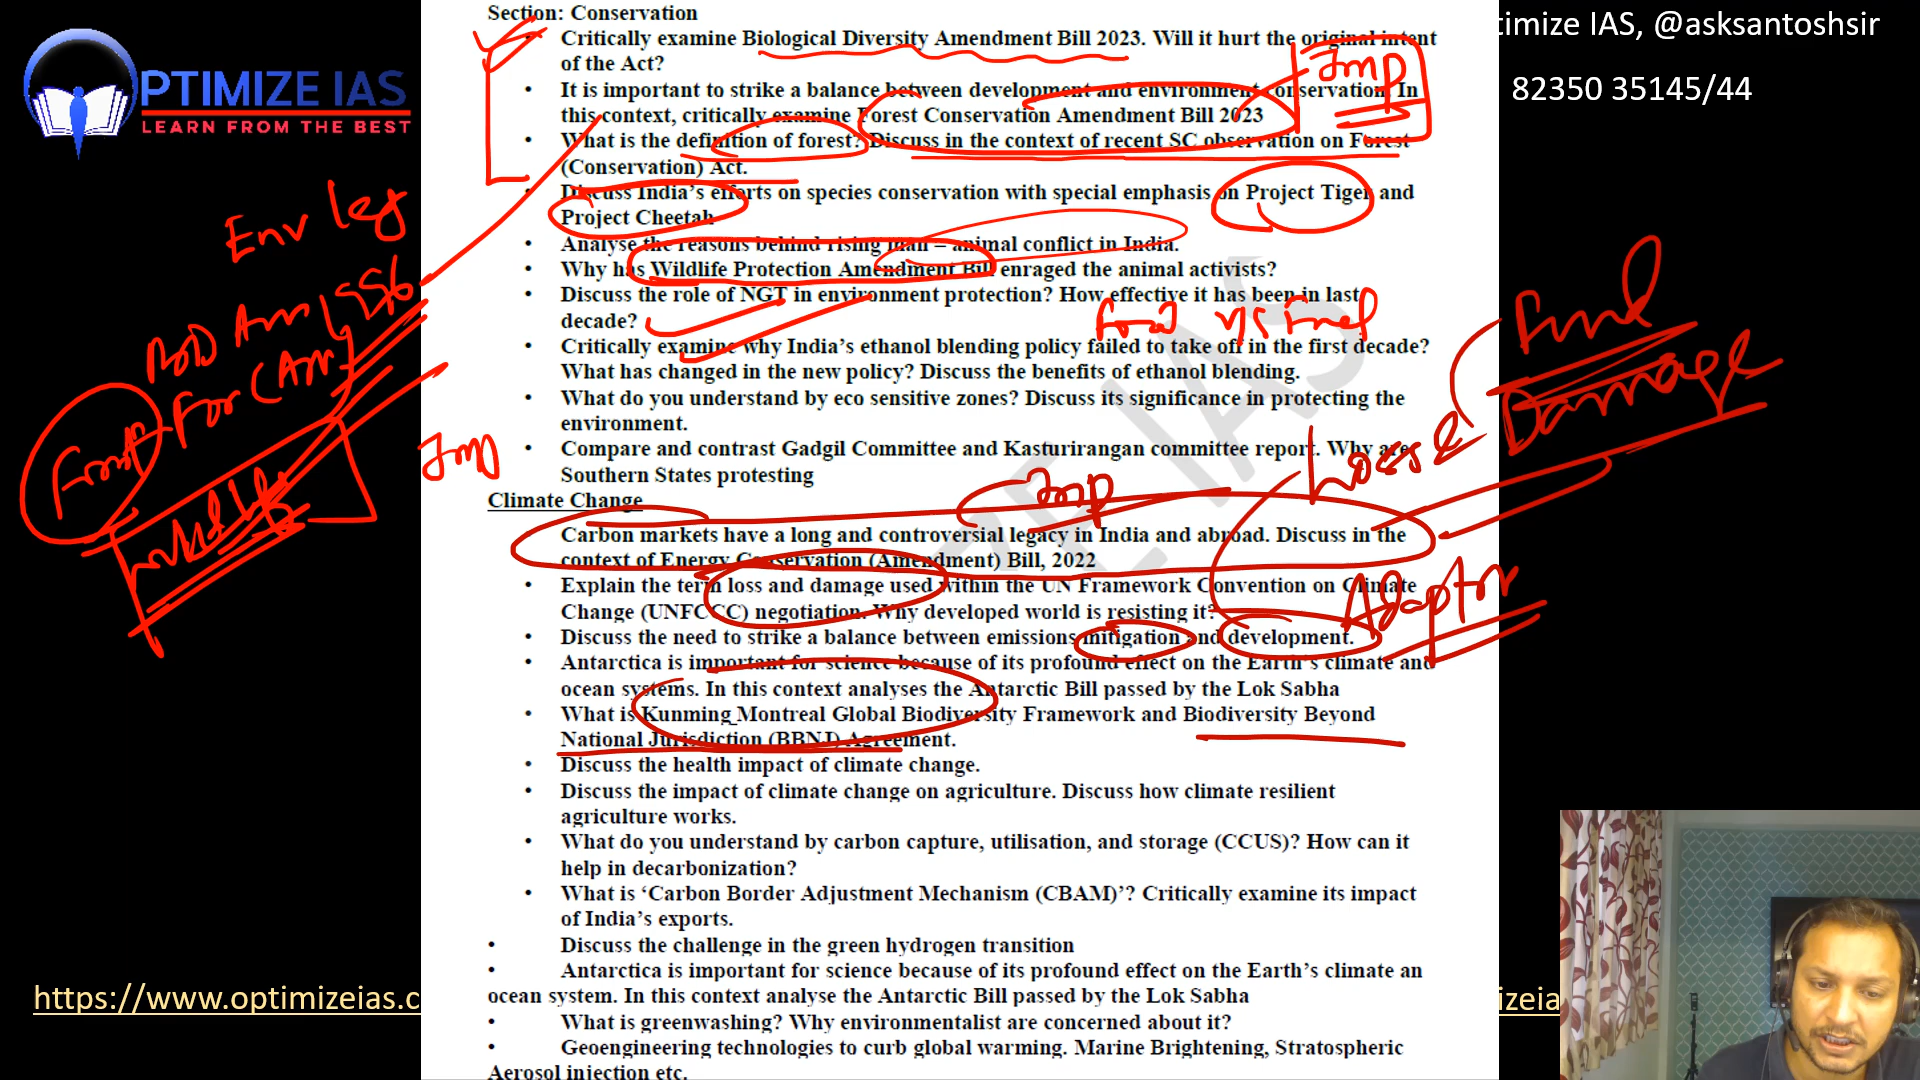 PTIMIZE IAS
LEARN FROM THE BEST
timize IAS, @asksantoshsir
82350 35145/44
Section: Conservation
• Critically examine Biological Diversity Amendment Bill 2023. Will it hurt the original intent
of the Act?
• It is important to strike a balance between development and environment conservation. In
this context, critically examine Forest Conservation Amendment Bill 2023
• What is the definition of forest? Discuss in the context of recent SC observation on Forest
(Conservation) Act.
• Discuss India's efforts on species conservation with special emphasis on Project Tiger and
Project Cheetah
• Analyse the reasons behind rising man – animal conflict in India.
• Why has Wildlife Protection Amendment Bill enraged the animal activists?
• Discuss the role of NGT in environment protection? How effective it has been in last
decade?
• Critically examine why India's ethanol blending policy failed to take off in the first decade?
What has changed in the new policy? Discuss the benefits of ethanol blending.
• What do you understand by eco sensitive zones? Discuss its significance in protecting the
environment.
• Compare and contrast Gadgil Committee and Kasturirangan committee report. Why are
Southern States protesting
Climate Change
Carbon markets have a long and controversial legacy in India and abroad. Discuss in the
context of Energy Conservation (Amendment) Bill, 2022
• Explain the term loss and damage used within the UN Framework Convention on Climate
Change (UNFCCC) negotiation. Why developed world is resisting it?
• Discuss the need to strike a balance between emissions mitigation and development.
• Antarctica is important for science because of its profound effect on the Earth's climate and
ocean systems. In this context analyses the Antarctic Bill passed by the Lok Sabha
• What is Kunming_Montreal Global Biodiversity Framework and Biodiversity Beyond
National Jurisdiction (BBNJ) Agreement.
• Discuss the health impact of climate change.
• Discuss the impact of climate change on agriculture. Discuss how climate resilient
agriculture works.
• What do you understand by carbon capture, utilisation, and storage (CCUS)? How can it
help in decarbonization?
• What is ‘Carbon Border Adjustment Mechanism (CBAM)’? Critically examine its impact
of India's exports.
• Discuss the challenge in the green hydrogen transition
• Antarctica is important for science because of its profound effect on the Earth's climate an
ocean system. In this context analyse the Antarctic Bill passed by the Lok Sabha
• What is greenwashing? Why environmentalist are concerned about it?
• Geoengineering technologies to curb global warming. Marine Brightening, Stratospheric
Aerosol injection etc.
Imp
Env leg
Imp
Imp
Fund
Damage
https://www.optimizeias.c
izeia